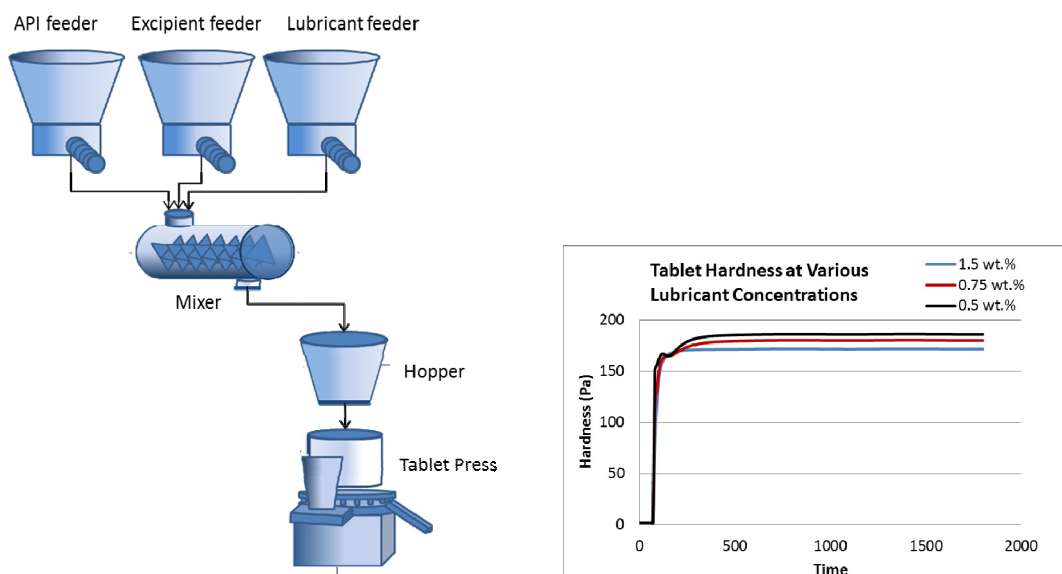 API feeder
Excipient feeder
Lubricant feeder
Mixer
Hopper
Tablet Press
Tablet Hardness at Various
Lubricant Concentrations
1.5 wt.%
0.75 wt.%
0.5 wt.%
Hardness (Pa)
200
150
100
50
0
0
500
1000
1500
2000
Time